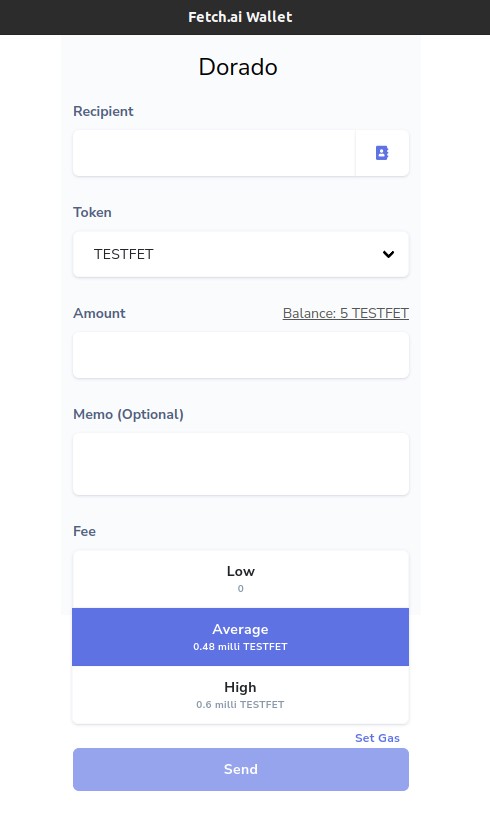 Fetch.ai Wallet
Dorado
Recipient
Token
TESTFET
Amount
Balance: 5 TESTFET
Memo (Optional)
Fee
Low
0
Average
0.48 milli TESTFET
High
0.6 milli TESTFET
Set Gas
Send